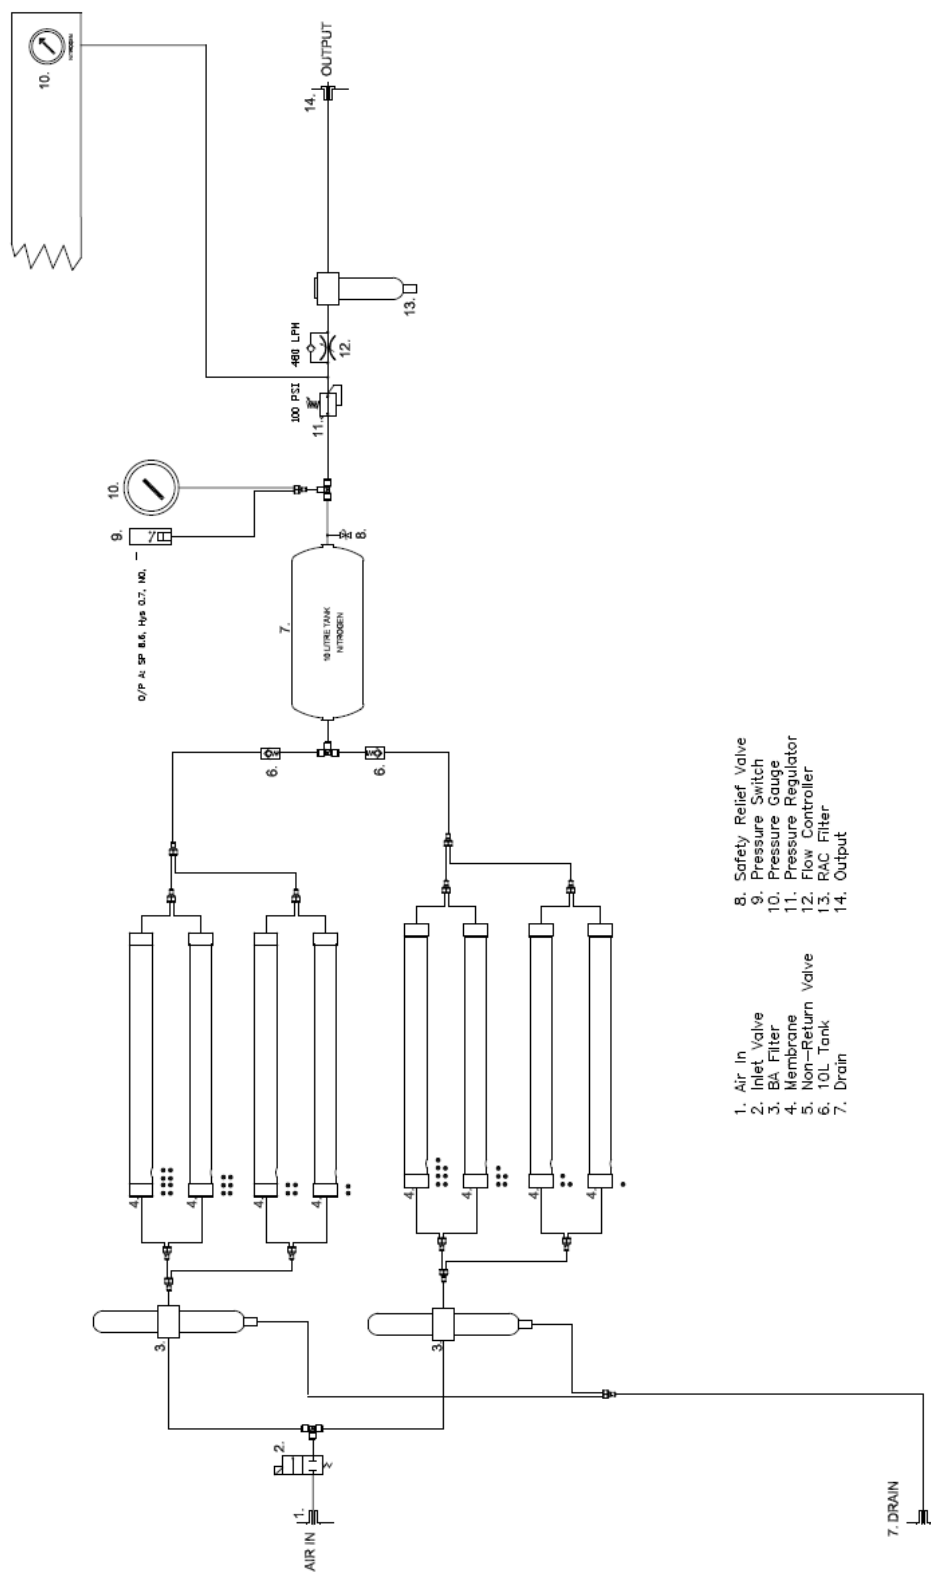 10.
NITROGEN
14.
OUTPUT
13.
480 LPH
12.
100 PSI
11.
10.
9.
O/P A: SP 8.6, Hys 0.7, NO,
8.
7.
10 LITRE TANK
NITROGEN
6.
6.
4.
4.
4.
4.
4.
4.
4.
4.
3.
3.
2.
1.
AIR IN
7. DRAIN
1. Air In
2. Inlet Valve
3. BA Filter
4. Membrane
5. Non-Return Valve
6. 10L Tank
7. Drain
8. Safety Relief Valve
9. Pressure Switch
10. Pressure Gauge
11. Pressure Regulator
12. Flow Controller
13. RAC Filter
14. Output